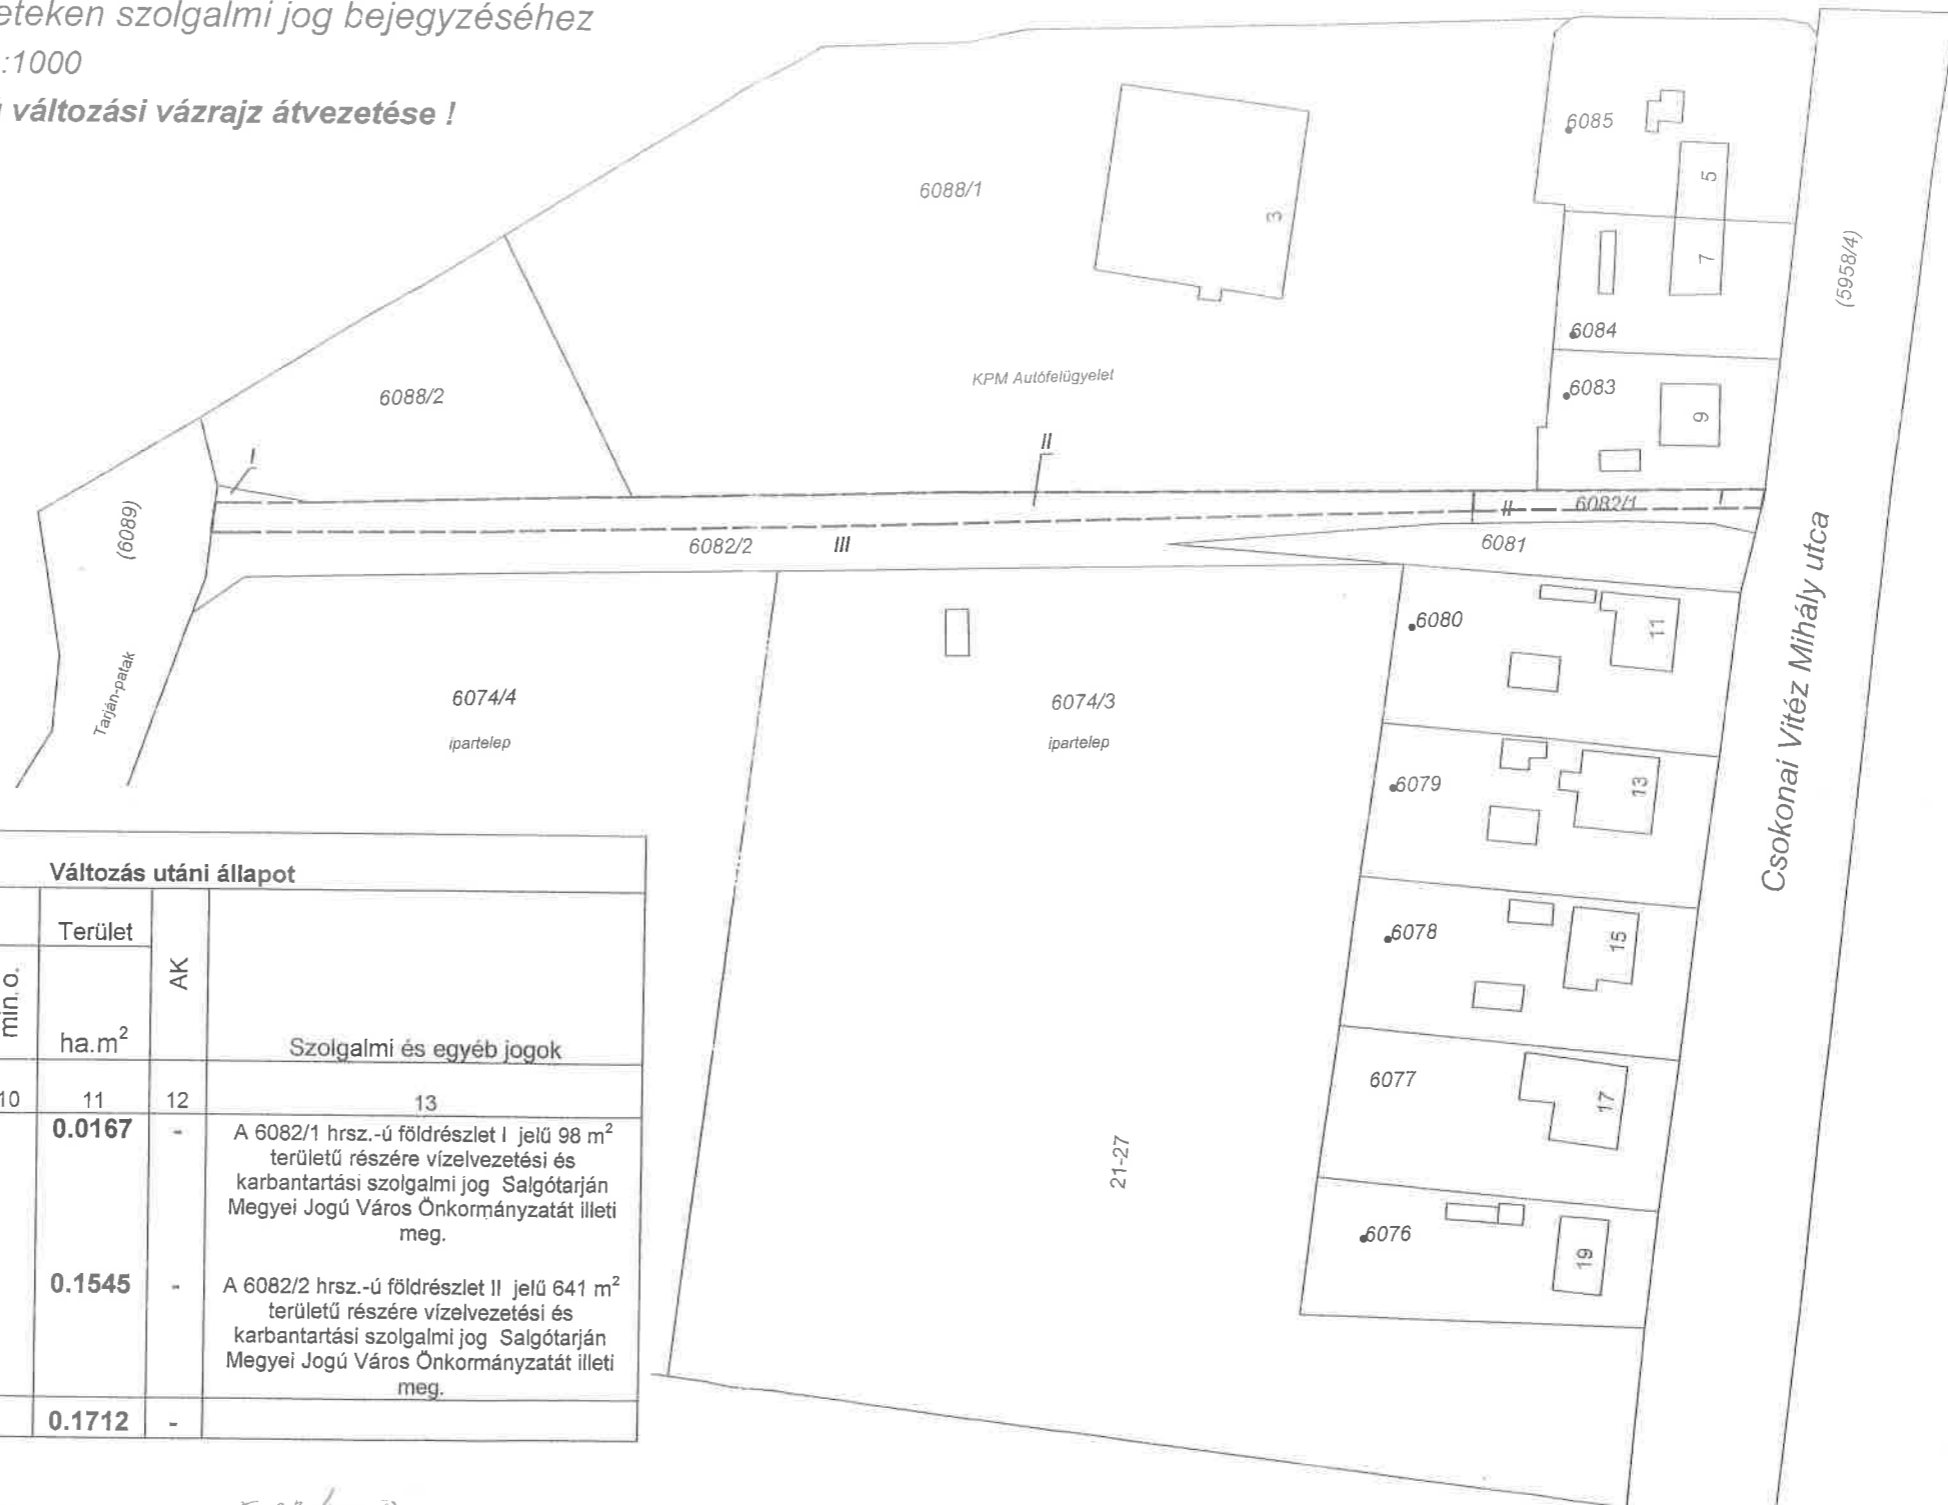 szolgalmi jog bejegyzéséhez
:1000
változási vázrajz átvezetése !
6085
5
6088/1
3
7
(5958/4)
6084
KPM Autófelügyelet
6083
6088/2
9
I
II
(6089)
II
6082/1
I
6082/2
III
6081
6080
11
Csokonai Vitéz Mihály utca
Tarján-patak
6074/4
ipartelep
6074/3
ipartelep
6079
13
6078
15
6077
17
21-27
6076
19
Változás utáni állapot
Terület
min.o.
AK
ha.m²
Szolgalmi és egyéb jogok
10 11 12 13
0.0167 - A 6082/1 hrsz.-ú földrészlet I jelű 98 m²
területű részére vízelvezetési és
karbantartási szolgalmi jog Salgótarján
Megyei Jogú Város Önkormányzatát illeti
meg.
0.1545 - A 6082/2 hrsz.-ú földrészlet II jelű 641 m²
területű részére vízelvezetési és
karbantartási szolgalmi jog Salgótarján
Megyei Jogú Város Önkormányzatát illeti
meg.
0.1712 -